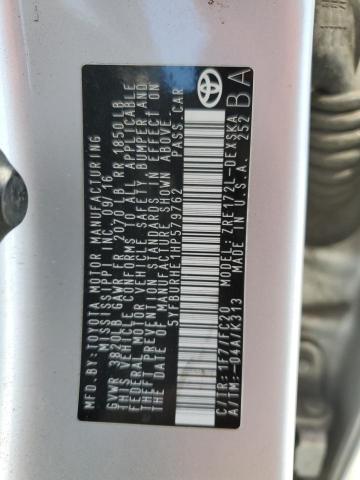 MFD.BY:TOYOTA MOTOR MANUFACTURING
MISSISSIPPI INC. 09/16
GVWR 3820LB GAWR FR 2070 LB RR 1850 LB
THIS VEHICLE CONFORMS TO ALL APPLICABLE
FEDERAL MOTOR VEHICLE SAFETY, BUMPER AND
THEFT PREVENTION STANDARDS IN EFFECT ON
THE DATE OF MANUFACTURE SHOWN ABOVE.
5YFBURHE1HP579762 PASS.CAR
C/TR:1F7/FC20 MODEL:ZRE172L-DEXSKA
A/TM:-04A/K313 MADE IN U.S.A. 252
BA